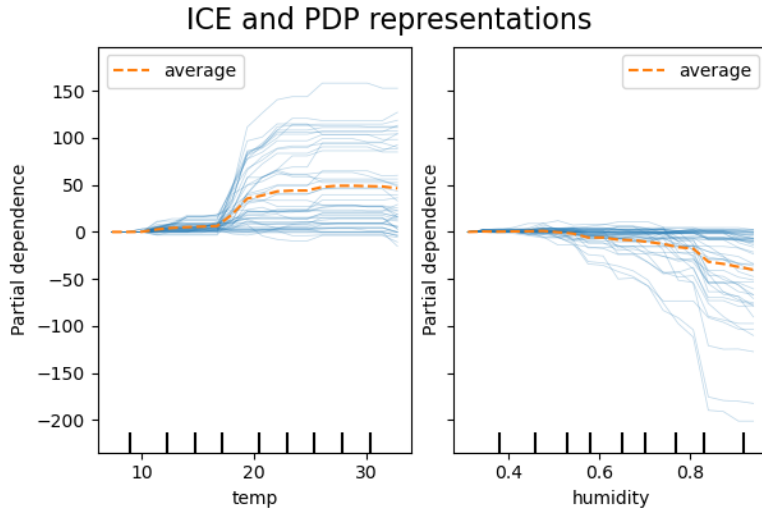 ICE and PDP representations
average
average
Partial dependence
150
100
50
0
−50
−100
−150
−200
10
20
30
temp
Partial dependence
0.4
0.6
0.8
humidity